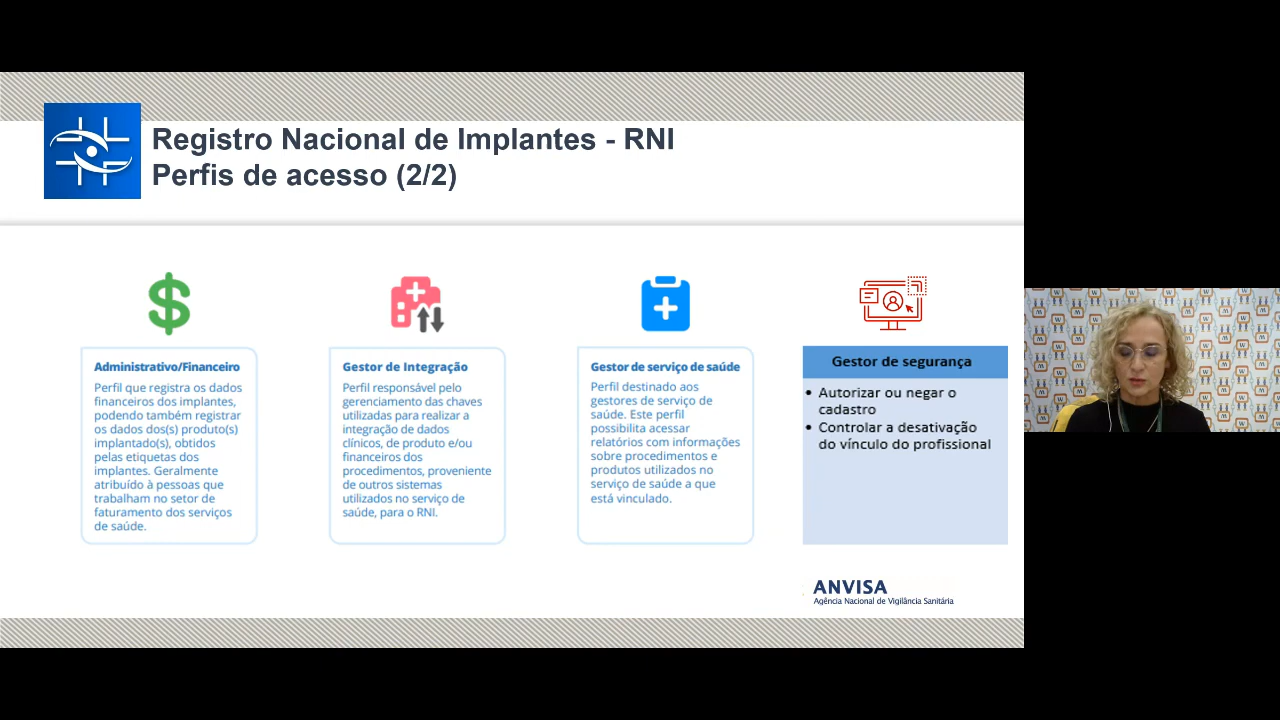 Registro Nacional de Implantes - RNI
Perfis de acesso (2/2)
Administrativo/Financeiro
Perfil que registra os dados
financeiros dos implantes,
podendo também registrar
os dados dos(s) produto(s)
implantado(s), obtidos
pelas etiquetas dos
implantes. Geralmente
atribuído à pessoas que
trabalham no setor de
faturamento dos serviços
de saúde.
Gestor de Integração
Perfil responsável pelo
gerenciamento das chaves
utilizadas para realizar a
integração de dados
clínicos, de produto e/ou
financeiros dos
procedimentos, proveniente
de outros sistemas
utilizados no serviço de
saúde, para o RNI.
Gestor de serviço de saúde
Perfil destinado aos
gestores de serviço de
saúde. Este perfil
possibilita acessar
relatórios com informações
sobre procedimentos e
produtos utilizados no
serviço de saúde a que
está vinculado.
Gestor de segurança
• Autorizar ou negar o
cadastro
• Controlar a desativação
do vínculo do profissional
ANVISA
Agência Nacional de Vigilância Sanitária